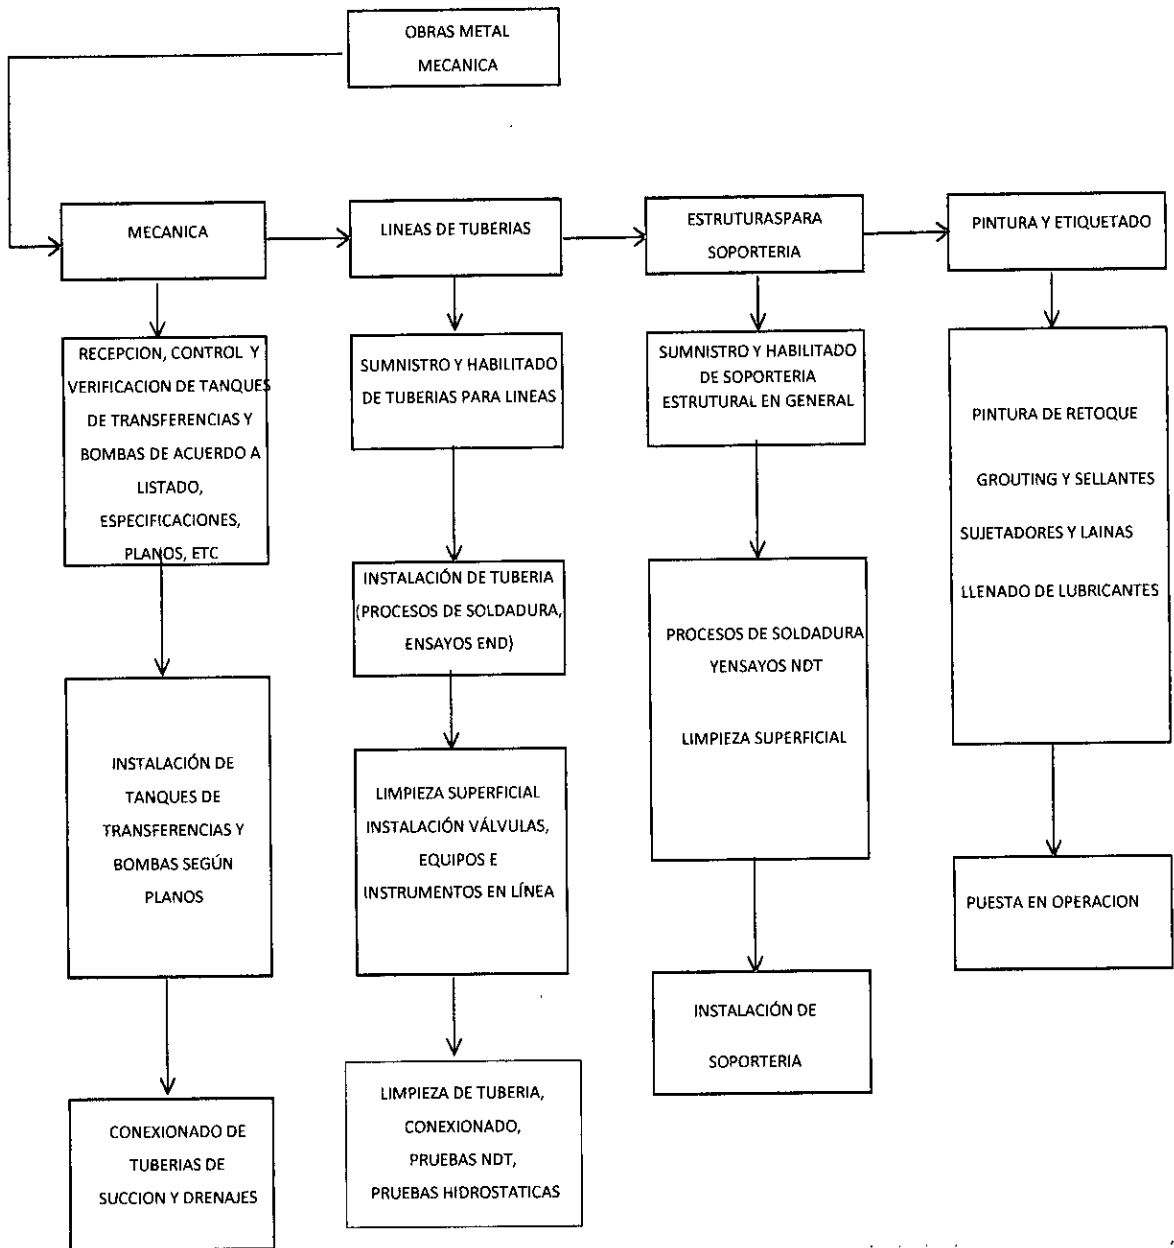 OBRAS METAL
MECANICA
MECANICA
LINEAS DE TUBERIAS
ESTRUTURASPARA
SOPORTERIA
PINTURA Y ETIQUETADO
RECEPCION, CONTROL Y
VERIFICACION DE TANQUES
DE TRANSFERENCIAS Y
BOMBAS DE ACUERDO A
LISTADO,
ESPECIFICACIONES,
PLANOS, ETC
INSTALACIÓN DE
TANQUES DE
TRANSFERENCIAS Y
BOMBAS SEGÚN
PLANOS
CONEXIONADO DE
TUBERIAS DE
SUCCION Y DRENAJES
SUMNISTRO Y HABILITADO
DE TUBERIAS PARA LINEAS
INSTALACIÓN DE TUBERIA
(PROCESOS DE SOLDADURA,
ENSAYOS END)
LIMPIEZA SUPERFICIAL
INSTALACIÓN VÁLVULAS,
EQUIPOS E
INSTRUMENTOS EN LÍNEA
LIMPIEZA DE TUBERIA,
CONEXIONADO,
PRUEBAS NDT,
PRUEBAS HIDROSTATICAS
SUMNISTRO Y HABILITADO
DE SOPORTERIA
ESTRUTURAL EN GENERAL
PROCESOS DE SOLDADURA
YENSAYOS NDT
LIMPIEZA SUPERFICIAL
INSTALACIÓN DE
SOPORTERIA
PINTURA DE RETOQUE
GROUTING Y SELLANTES
SUJETADORES Y LAINAS
LLENADO DE LUBRICANTES
PUESTA EN OPERACION